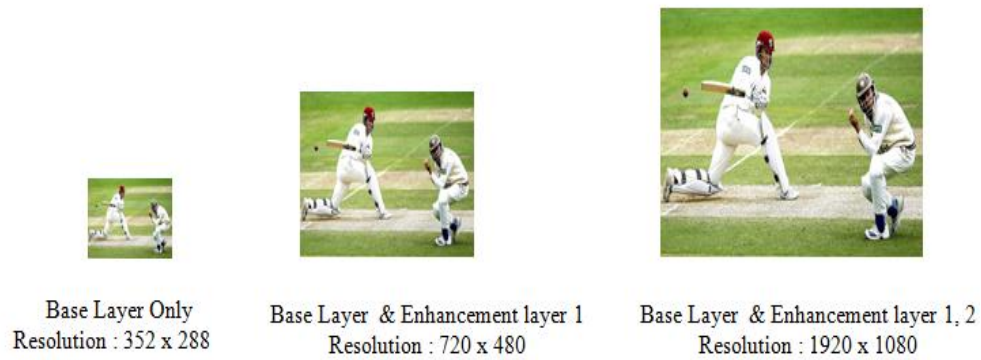 Base Layer Only
Resolution : 352 x 288
Base Layer & Enhancement layer 1
Resolution : 720 x 480
Base Layer & Enhancement layer 1, 2
Resolution : 1920 x 1080